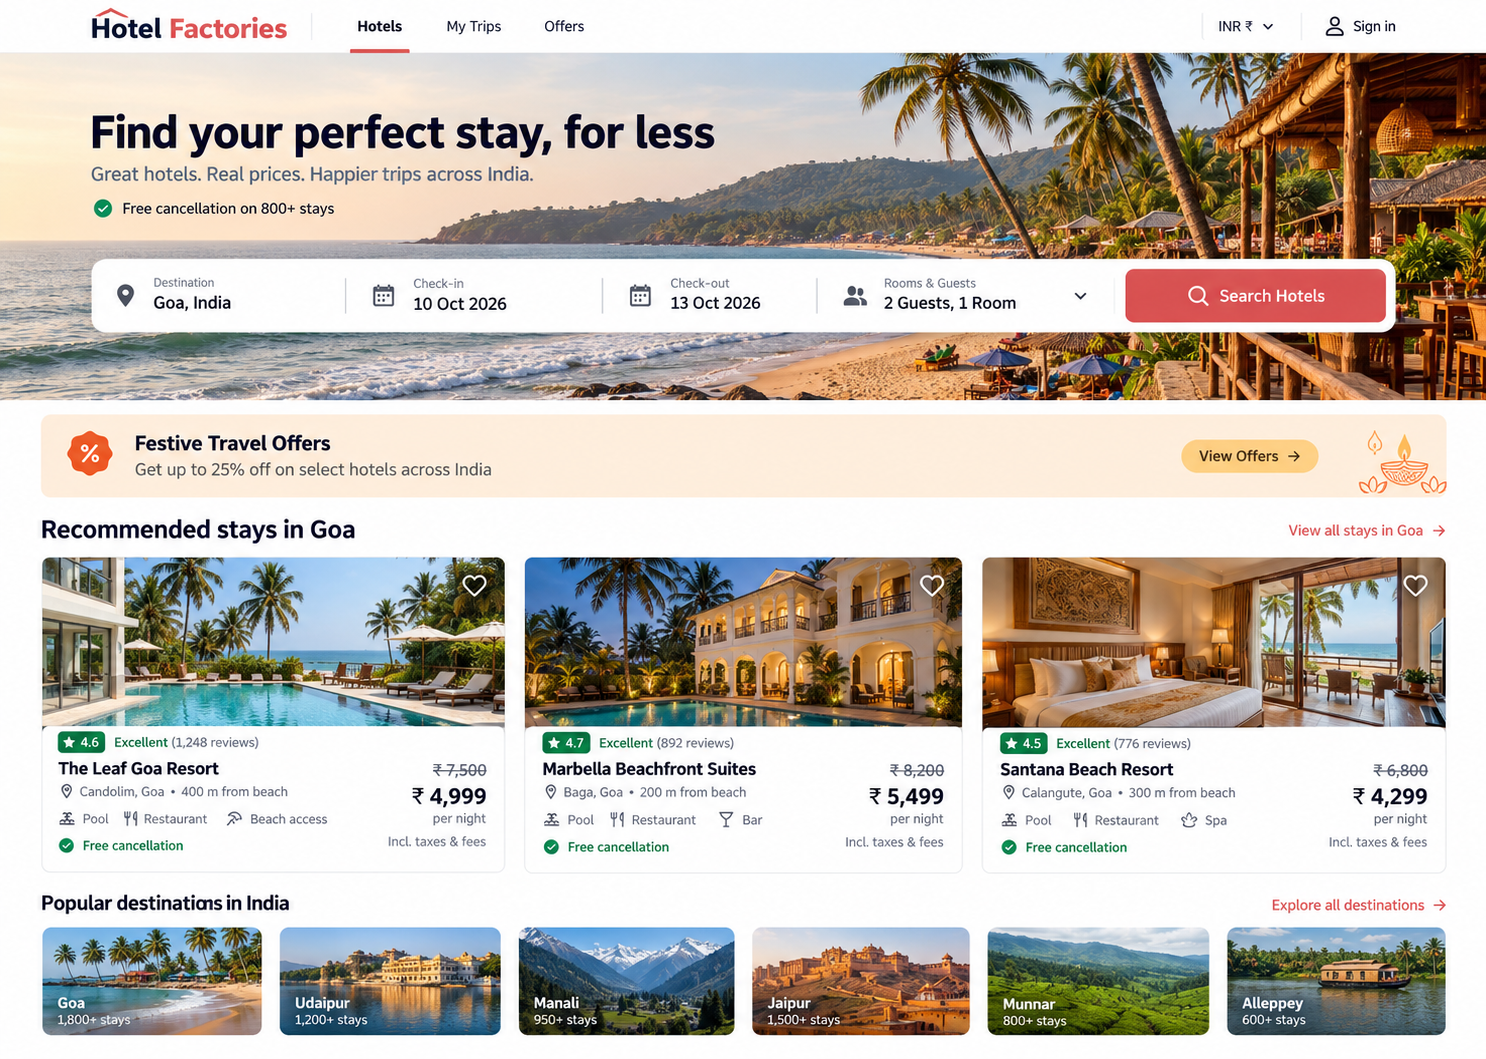 Hotel Factories
Hotels
My Trips
Offers
INR ₹
Sign in
Find your perfect stay, for less
Great hotels. Real prices. Happier trips across India.
Free cancellation on 800+ stays
Destination
Goa, India
Check-in
10 Oct 2026
Check-out
13 Oct 2026
Rooms & Guests
2 Guests, 1 Room
Search Hotels
%
Festive Travel Offers
Get up to 25% off on select hotels across India
View Offers →
Recommended stays in Goa
View all stays in Goa →
★ 4.6 Excellent (1,248 reviews)
The Leaf Goa Resort
Candolim, Goa • 400 m from beach
Pool Restaurant Beach access
Free cancellation
₹ 7,500
₹ 4,999
per night
Incl. taxes & fees
★ 4.7 Excellent (892 reviews)
Marbella Beachfront Suites
Baga, Goa • 200 m from beach
Pool Restaurant Bar
Free cancellation
₹ 8,200
₹ 5,499
per night
Incl. taxes & fees
★ 4.5 Excellent (776 reviews)
Santana Beach Resort
Calangute, Goa • 300 m from beach
Pool Restaurant Spa
Free cancellation
₹ 6,800
₹ 4,299
per night
Incl. taxes & fees
Popular destinations in India
Explore all destinations →
Goa
1,800+ stays
Udaipur
1,200+ stays
Manali
950+ stays
Jaipur
1,500+ stays
Munnar
800+ stays
Alleppey
600+ stays